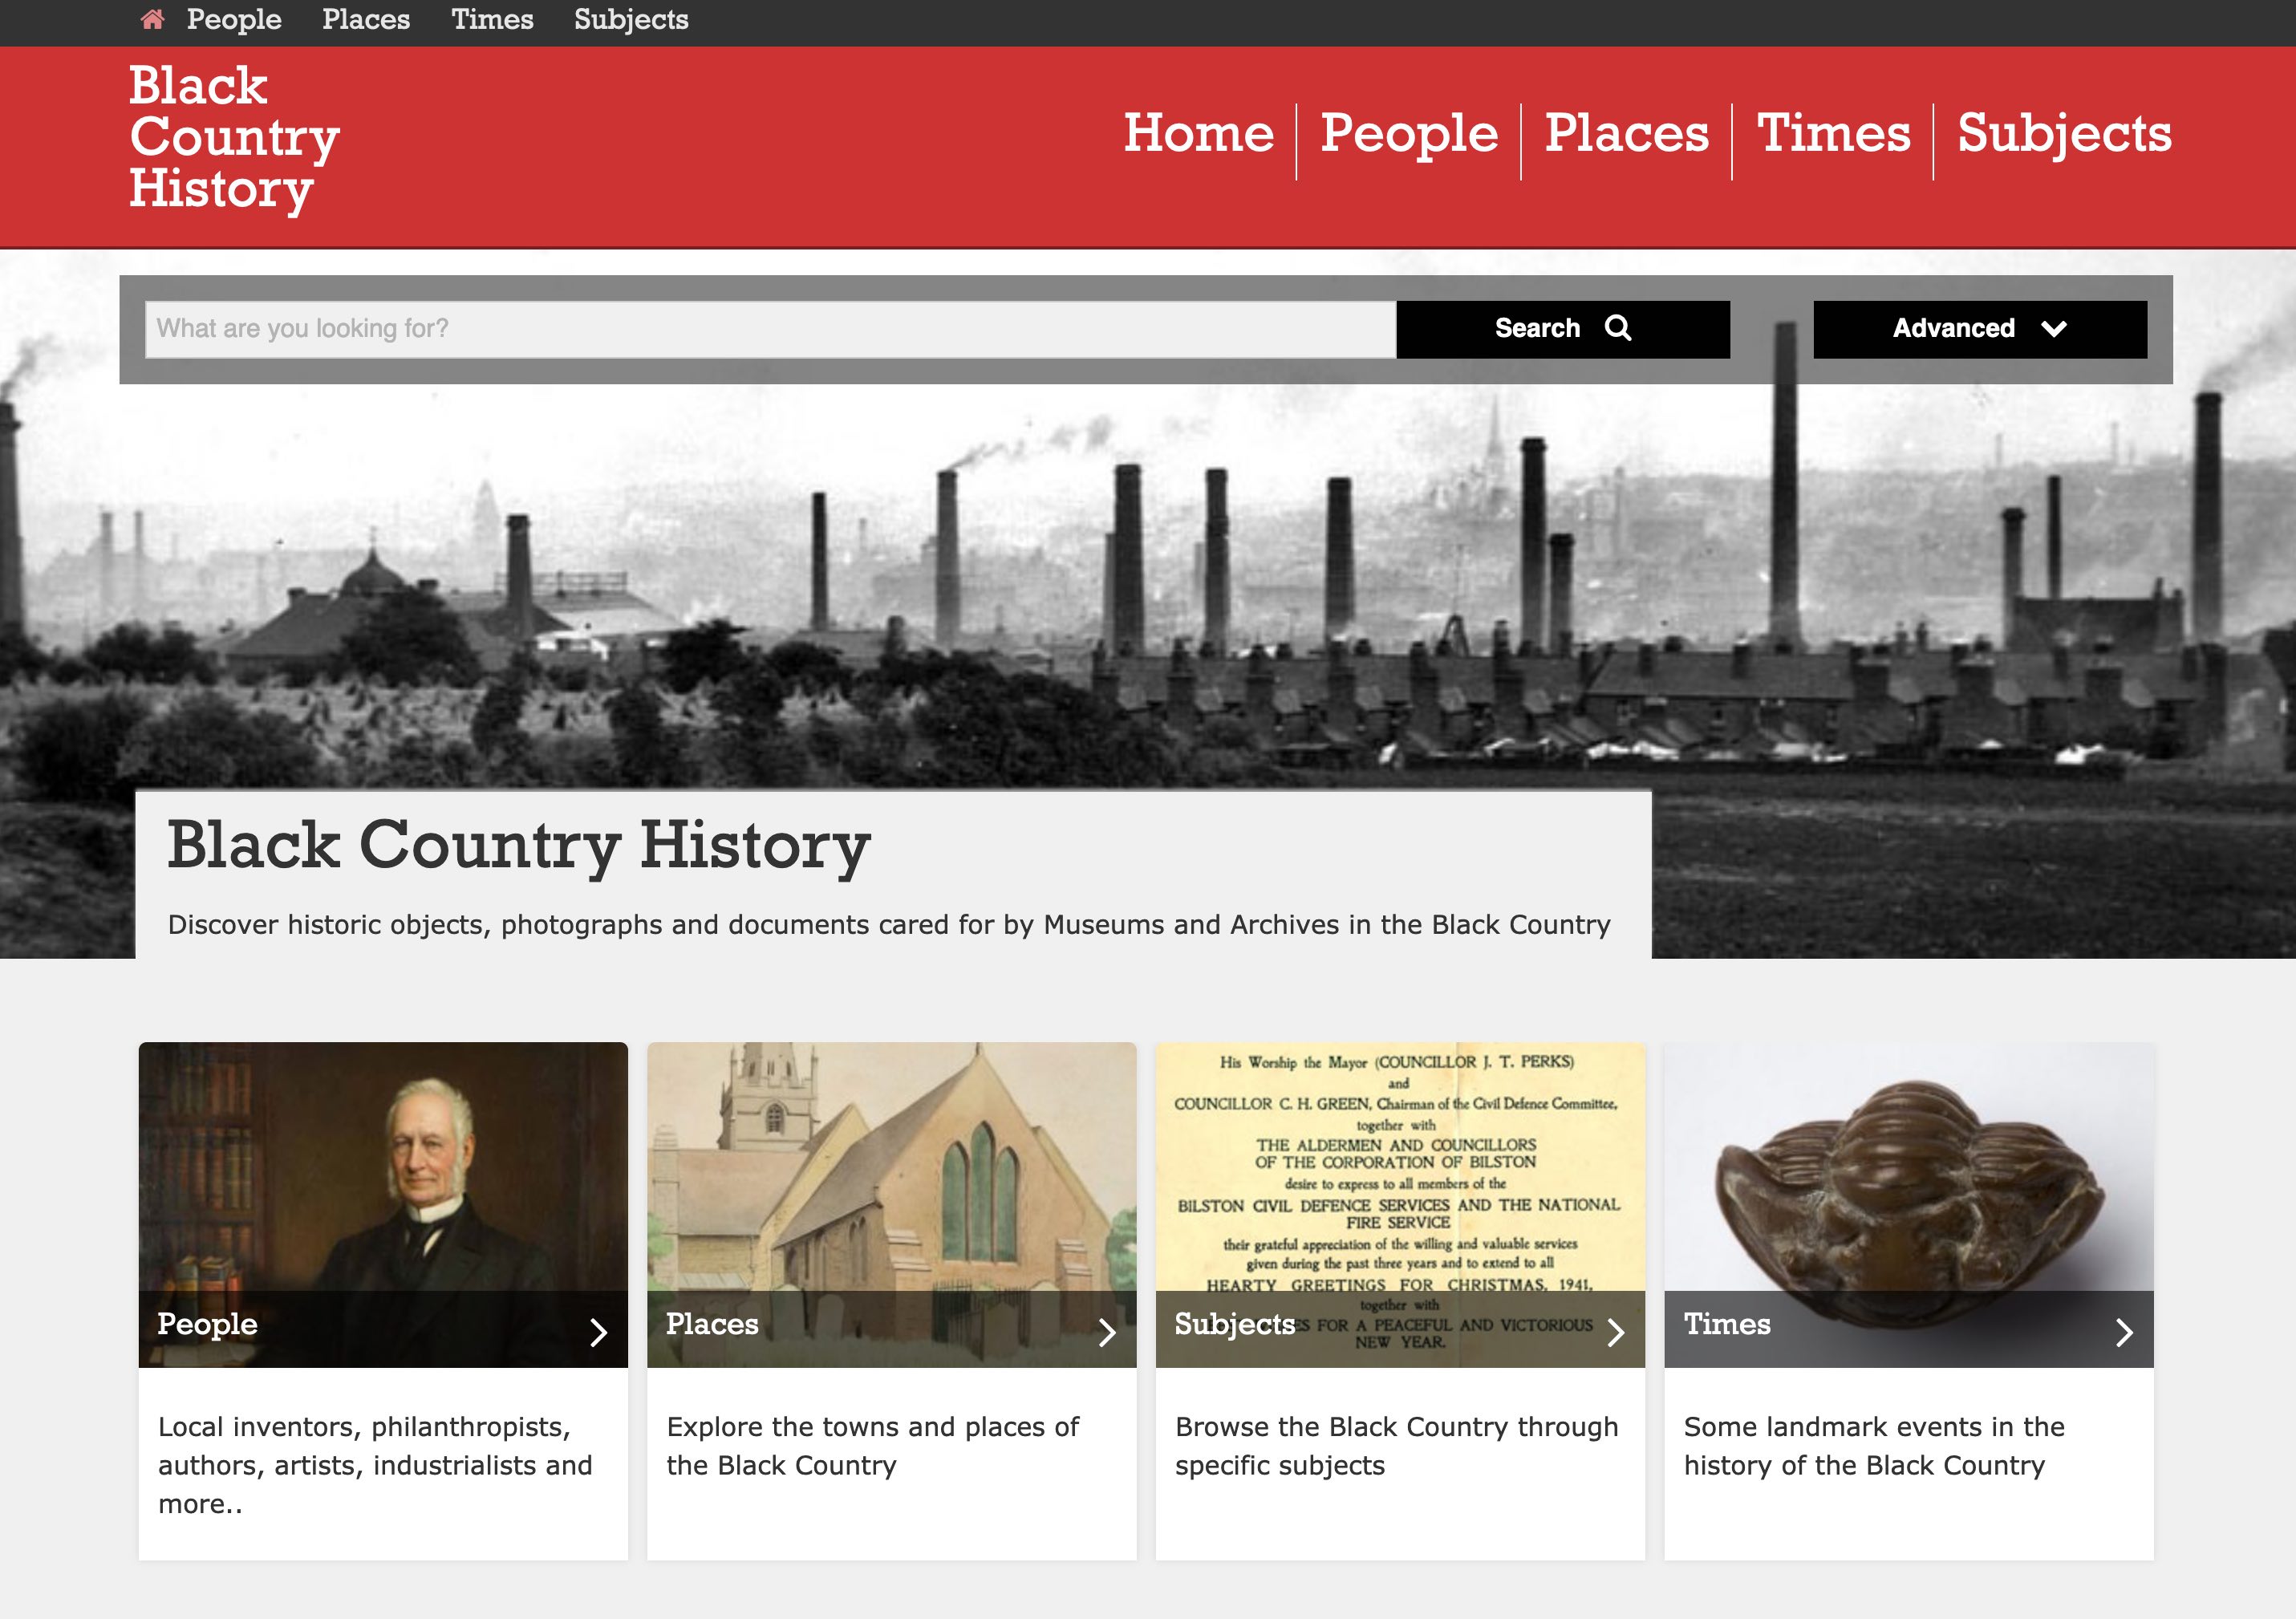 People Places Times Subjects
Black
Country
History
Home People Places Times Subjects
What are you looking for?
Search
Advanced
Black Country History
Discover historic objects, photographs and documents cared for by Museums and Archives in the Black Country
People
Local inventors, philanthropists,
authors, artists, industrialists and
more..
Places
Explore the towns and places of
the Black Country
His Worship the Mayor (COUNCILLOR J. T. PERKS)
and
COUNCILLOR C. H. GREEN, Chairman of the Civil Defence Committee,
together with
THE ALDERMEN AND COUNCILLORS
OF THE CORPORATION OF BILSTON
desire to express to all members of the
BILSTON CIVIL DEFENCE SERVICES AND THE NATIONAL
FIRE SERVICE
their grateful appreciation of the willing and valuable services
given during the past three years and to extend to all
HEARTY GREETINGS FOR CHRISTMAS, 1941,
together with
FOR A PEACEFUL AND VICTORIOUS
NEW YEAR.
Subjects
Browse the Black Country through
specific subjects
Times
Some landmark events in the
history of the Black Country